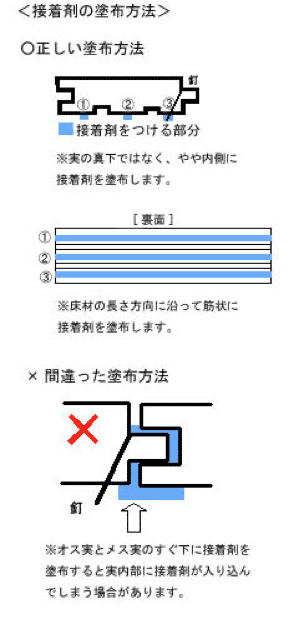 ＜接着剤の塗布方法＞
〇正しい塗布方法
釘
① ② ③
接着剤をつける部分
※実の真下ではなく、やや内側に
接着剤を塗布します。
[裏面]
①
②
③
※床材の長さ方向に沿って筋状に
接着剤を塗布します。
× 間違った塗布方法
釘
※オス実とメス実のすぐ下に接着剤を
塗布すると実内部に接着剤が入り込ん
でしまう場合があります。